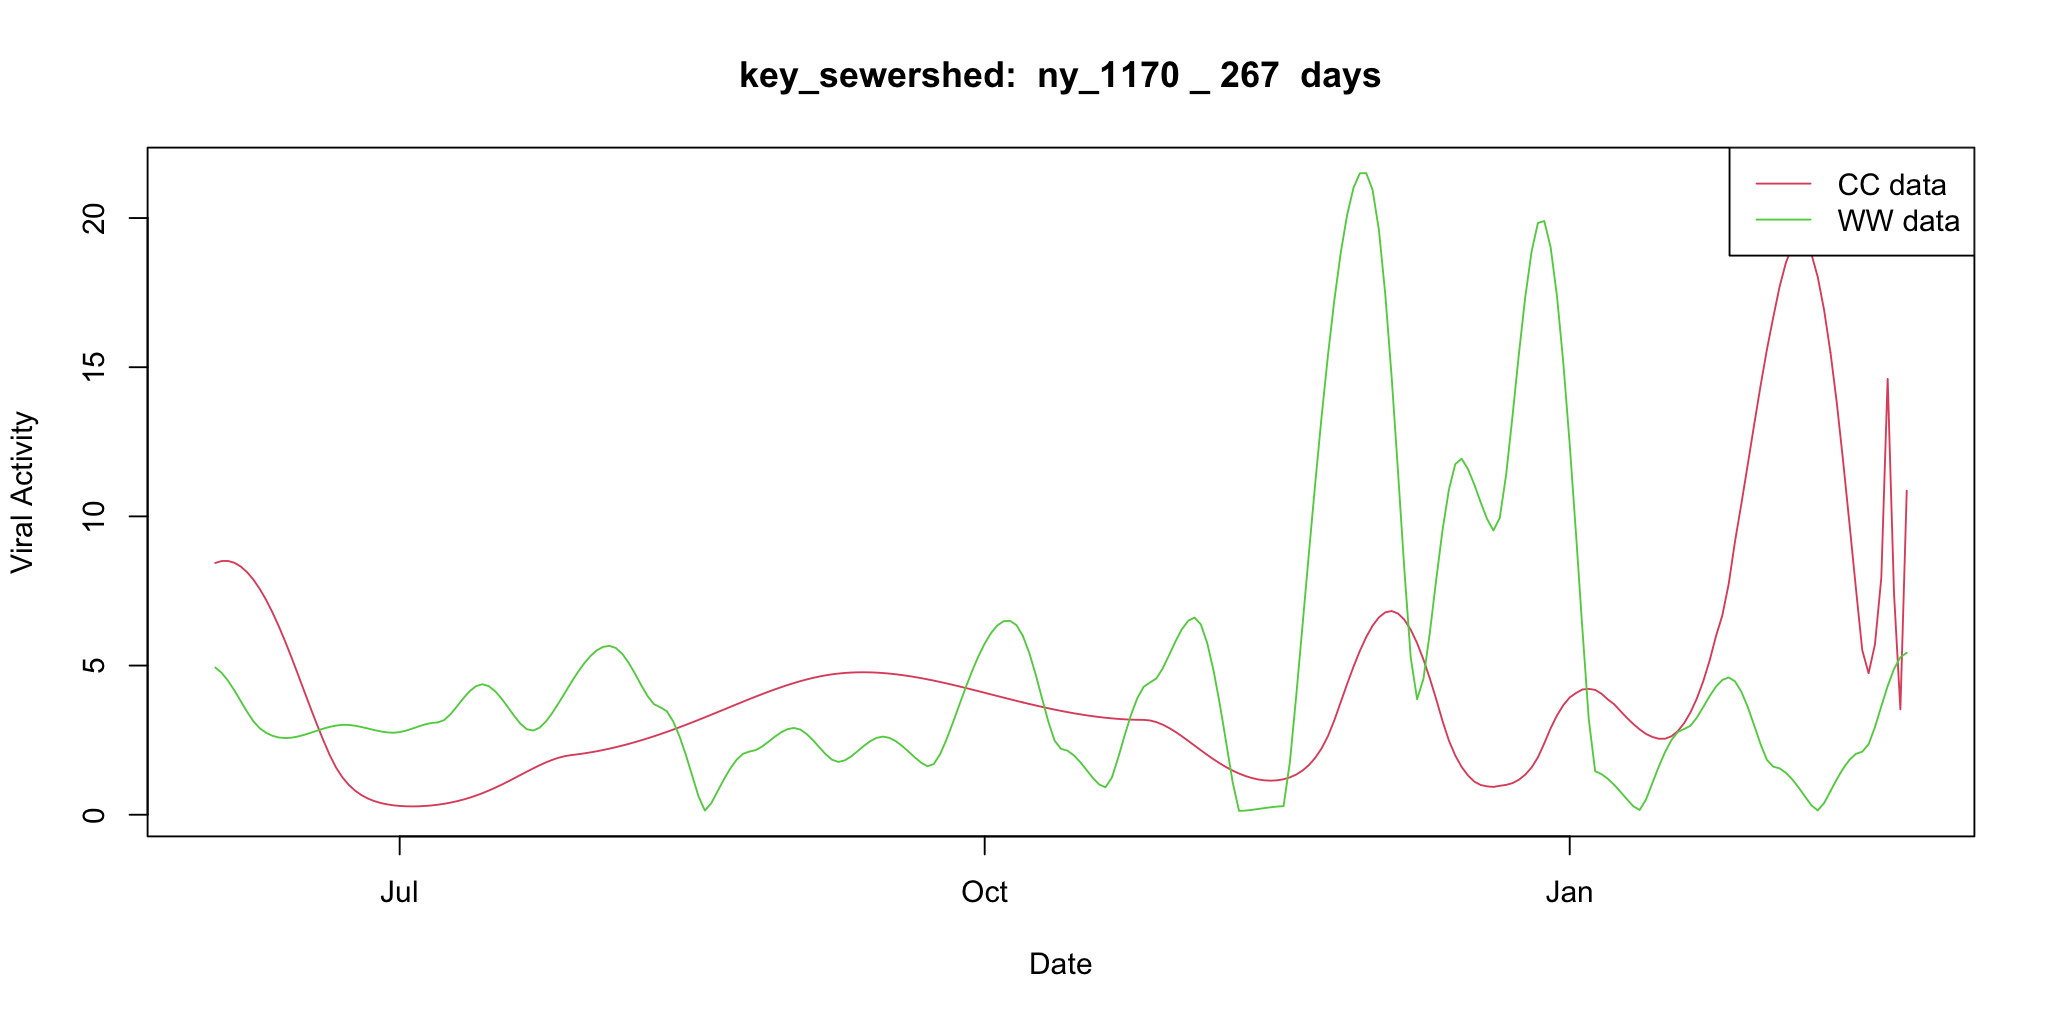 key_sewershed:  ny_1170 _ 267  days
CC data
WW data
Viral Activity
20
15
10
5
0
Jul
Oct
Jan
Date